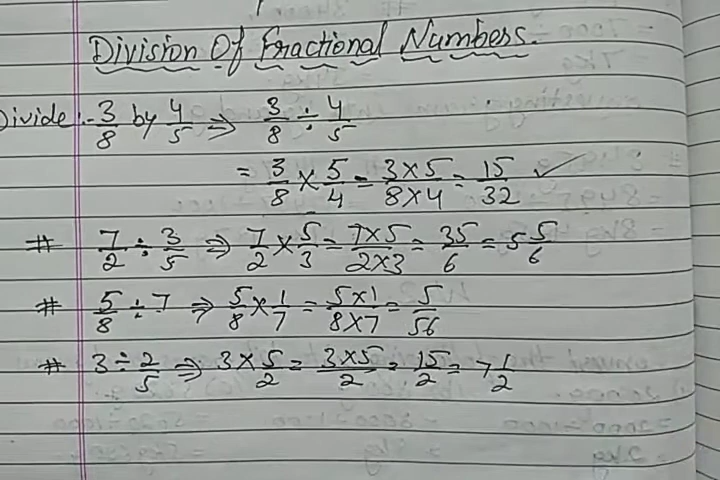 Division Of Fractional Numbers.
Divide:- 3/8 by 4/5 ⇒ 3/8 ÷ 4/5
= 3/8 × 5/4 = 3×5/8×4 = 15/32 ✓
# 7/2 ÷ 3/5 ⇒ 7/2 × 5/3 = 7×5/2×3 = 35/6 = 5 5/6
# 5/8 ÷ 7 ⇒ 5/8 × 1/7 = 5×1/8×7 = 5/56
# 3 ÷ 2/5 ⇒ 3 × 5/2 = 3×5/2 = 15/2 = 7 1/2